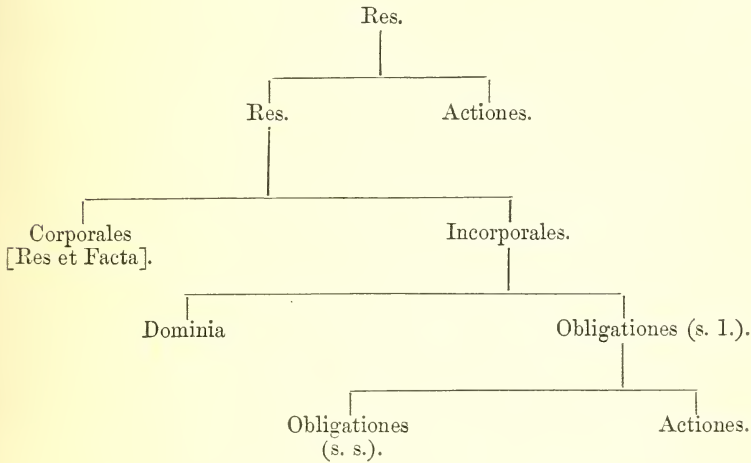 Res.
Res. Actiones.
Corporales Incorporales.
[Res et Facta].
Dominia Obligationes (s. l.).
Obligationes Actiones.
(s. s.).